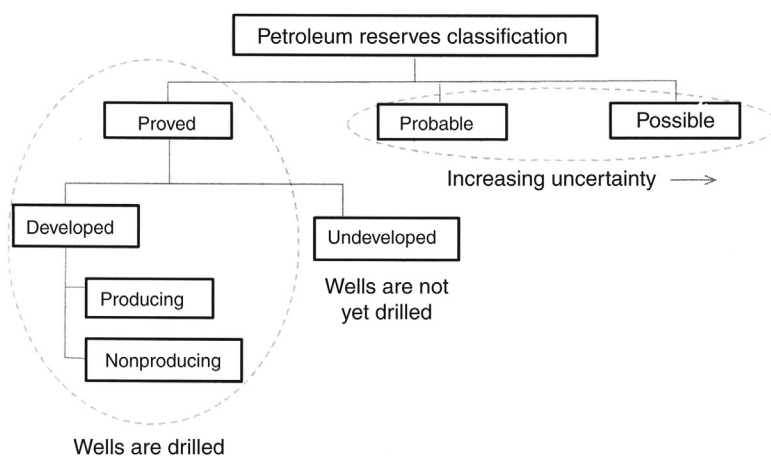 Petroleum reserves classification
Proved
Probable
Possible
Increasing uncertainty
Developed
Undeveloped
Wells are not
yet drilled
Producing
Nonproducing
Wells are drilled